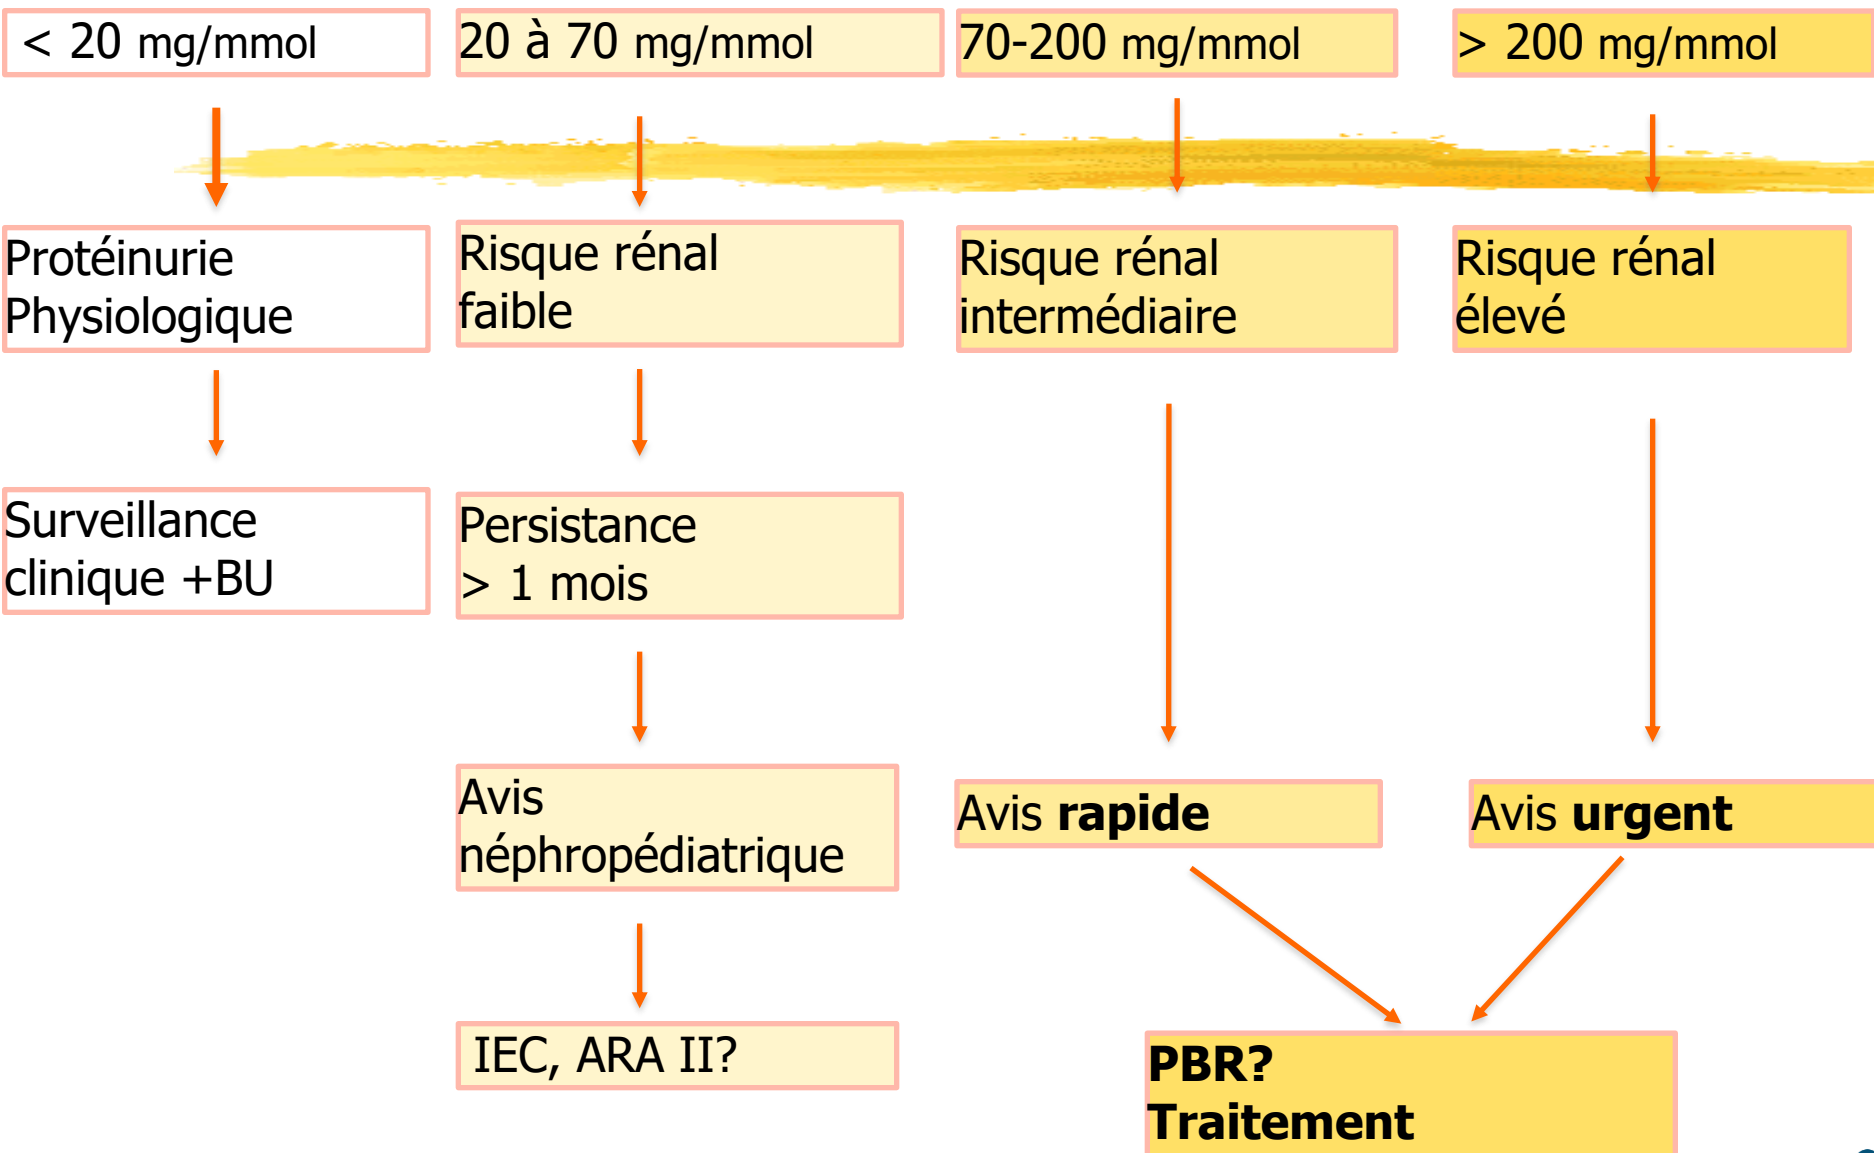 < 20 mg/mmol
20 à 70 mg/mmol
70-200 mg/mmol
> 200 mg/mmol
Protéinurie
Physiologique
Risque rénal
faible
Risque rénal
intermédiaire
Risque rénal
élevé
Surveillance
clinique +BU
Persistance
> 1 mois
Avis
néphropédiatrique
Avis rapide
Avis urgent
IEC, ARA II?
PBR?
Traitement